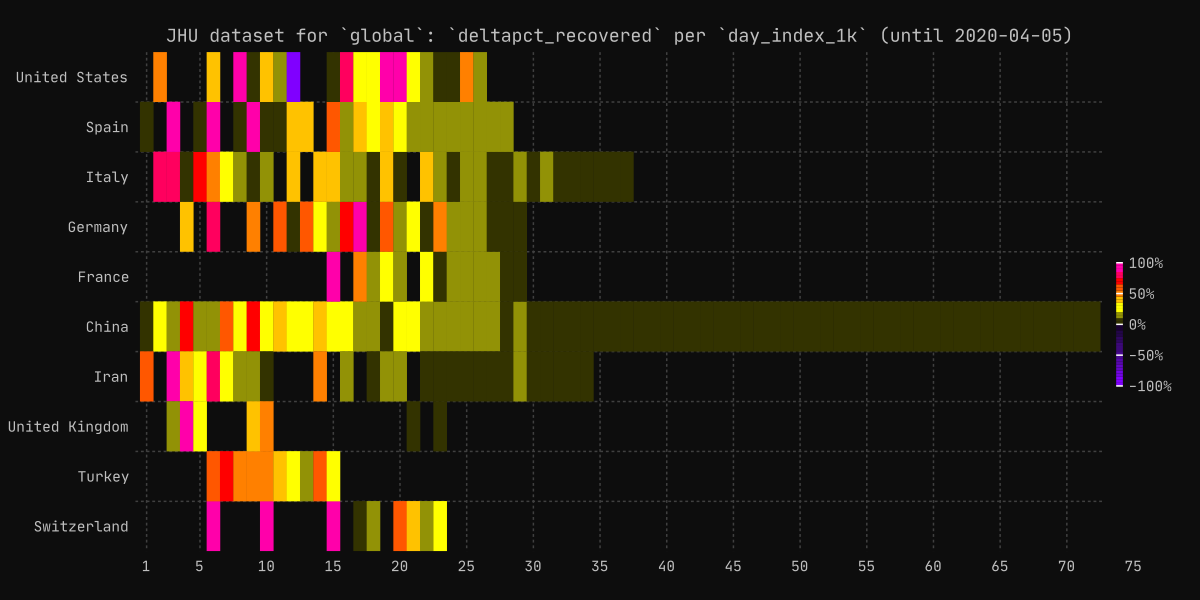 JHU dataset for `global`: `deltapct_recovered` per `day_index_1k` (until 2020-04-05)
United States
Spain
Italy
Germany
France
China
Iran
United Kingdom
Turkey
Switzerland
100%
50%
0%
-50%
-100%
1 5 10 15 20 25 30 35 40 45 50 55 60 65 70 75